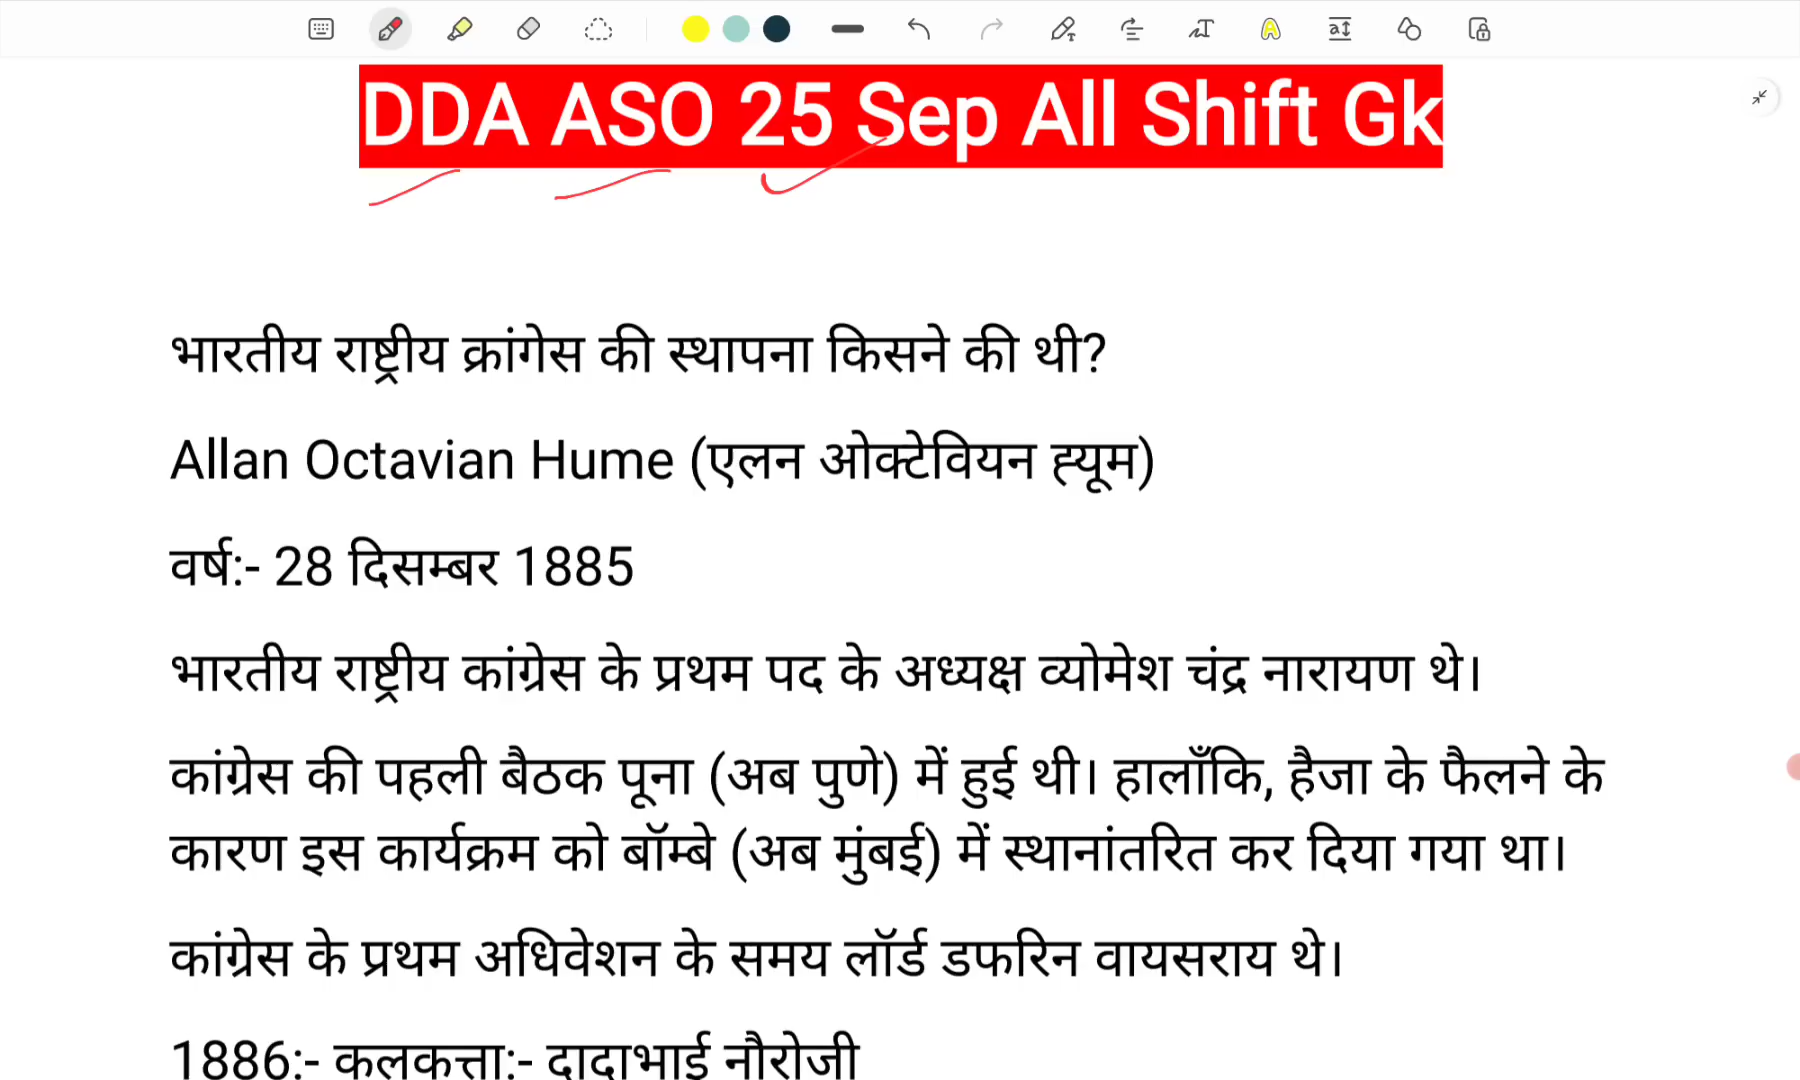 DDA ASO 25 Sep All Shift Gk
भारतीय राष्ट्रीय क्रांगेस की स्थापना किसने की थी?
Allan Octavian Hume (एलन ओक्टेवियन ह्यूम)
वर्ष:- 28 दिसम्बर 1885
भारतीय राष्ट्रीय कांग्रेस के प्रथम पद के अध्यक्ष व्योमेश चंद्र नारायण थे।
कांग्रेस की पहली बैठक पूना (अब पुणे) में हुई थी। हालाँकि, हैजा के फैलने के
कारण इस कार्यक्रम को बॉम्बे (अब मुंबई) में स्थानांतरित कर दिया गया था।
कांग्रेस के प्रथम अधिवेशन के समय लॉर्ड डफरिन वायसराय थे।
1886:- कलकत्ता:- दादाभाई नौरोजी